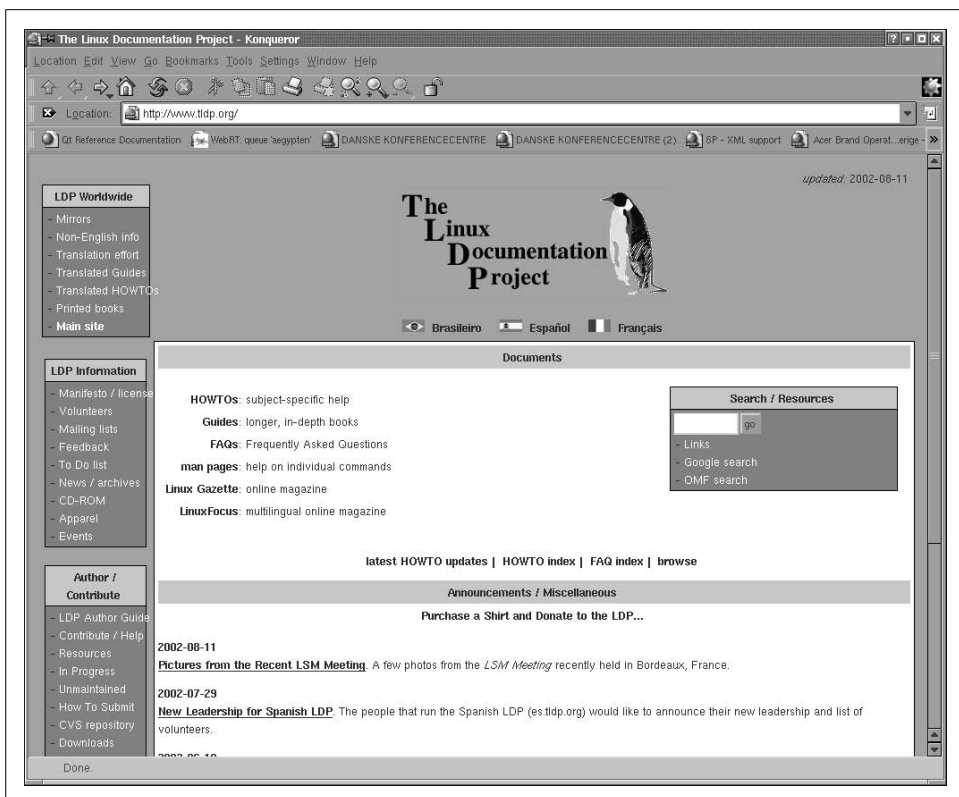 The Linux Documentation Project - Konqueror
Location Edit View Go Bookmarks Tools Settings Window Help
Location: http://www.tldp.org/
Qt Reference Documentation WebRT: queue 'aegypten' DANSKE KONFERENCECENTRE DANSKE KONFERENCECENTRE (2) SP - XML support Acer Brand Operat...erige -
updated: 2002-08-11
The
Linux
Documentation
Project
Brasileiro Español Français
LDP Worldwide
- Mirrors
- Non-English info
- Translation effort
- Translated Guides
- Translated HOWTOs
- Printed books
- Main site
LDP Information
- Manifesto / license
- Volunteers
- Mailing lists
- Feedback
- To Do list
- News / archives
- CD-ROM
- Apparel
- Events
Author /
Contribute
- LDP Author Guide
- Contribute / Help
- Resources
- In Progress
- Unmaintained
- How To Submit
- CVS repository
- Downloads
Documents
HOWTOs: subject-specific help
Guides: longer, in-depth books
FAQs: Frequently Asked Questions
man pages: help on individual commands
Linux Gazette: online magazine
LinuxFocus: multilingual online magazine
Search / Resources
go
- Links
- Google search
- OMF search
latest HOWTO updates | HOWTO index | FAQ index | browse
Announcements / Miscellaneous
Purchase a Shirt and Donate to the LDP...
2002-08-11
Pictures from the Recent LSM Meeting. A few photos from the LSM Meeting recently held in Bordeaux, France.
2002-07-29
New Leadership for Spanish LDP. The people that run the Spanish LDP (es.tldp.org) would like to announce their new leadership and list of
volunteers.
Done.